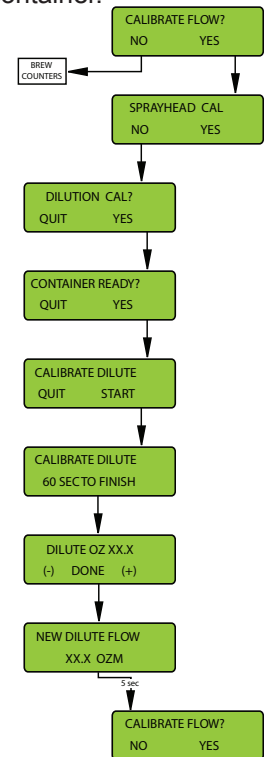 ontainer.
CALIBRATE FLOW?
NO YES
BREW
COUNTERS
SPRAYHEAD CAL
NO YES
DILUTION CAL?
QUIT YES
CONTAINER READY?
QUIT YES
CALIBRATE DILUTE
QUIT START
CALIBRATE DILUTE
60 SEC TO FINISH
DILUTE OZ XX.X
(-) DONE (+)
NEW DILUTE FLOW
XX.X OZM
5 sec
CALIBRATE FLOW?
NO YES